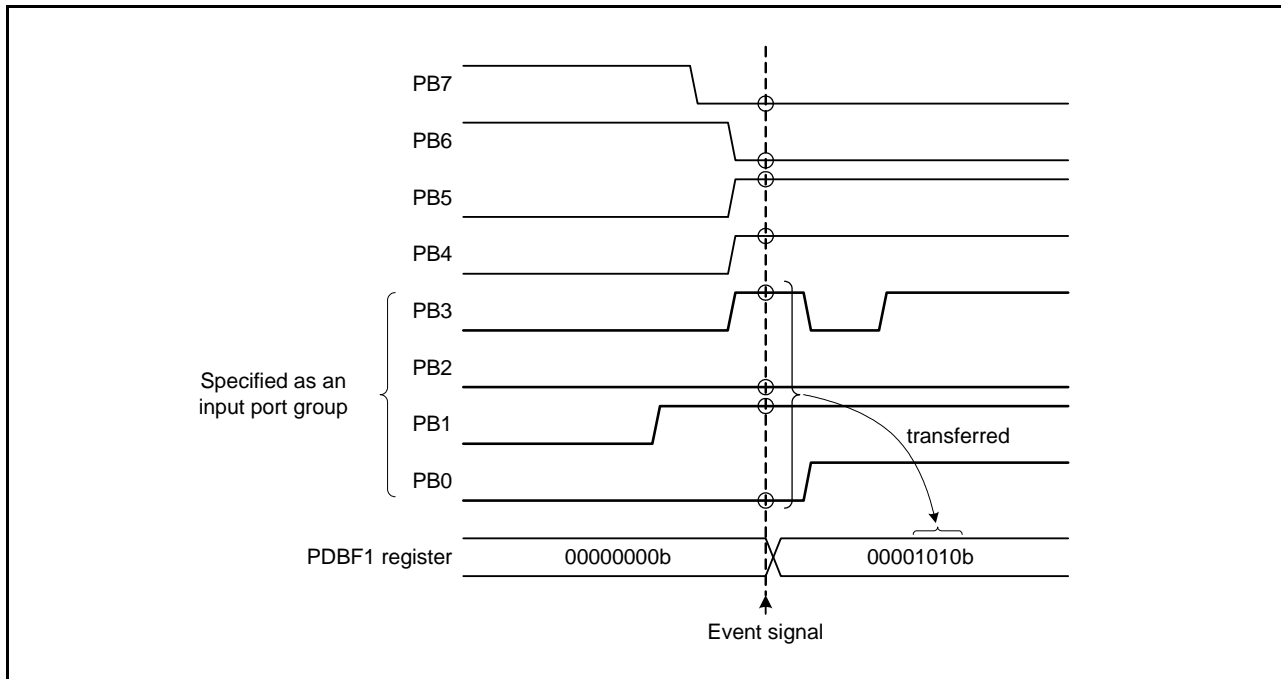 PB7
PB6
PB5
PB4
PB3
PB2
Specified as an
input port group
PB1
transferred
PB0
PDBF1 register
00000000b
00001010b
Event signal